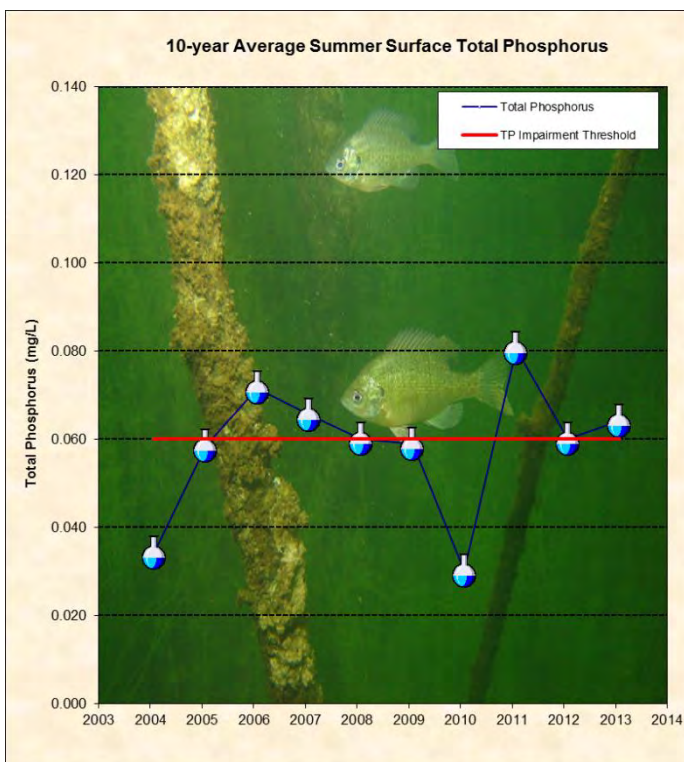 10-year Average Summer Surface Total Phosphorus
0.140
Total Phosphorus
TP Impairment Threshold
0.120
0.100
0.080
Total Phosphorus (mg/L)
0.060
0.040
0.020
0.000
2003 2004 2005 2006 2007 2008 2009 2010 2011 2012 2013 2014